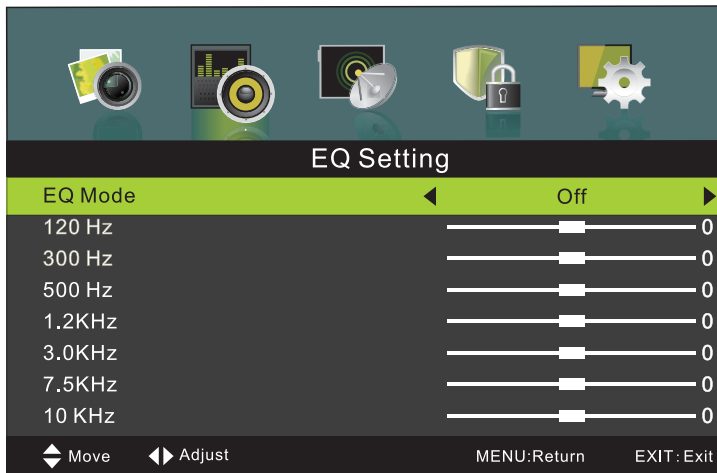 EQ Setting
EQ Mode Off
120 Hz 0
300 Hz 0
500 Hz 0
1.2KHz 0
3.0KHz 0
7.5KHz 0
10 KHz 0
Move Adjust MENU:Return EXIT:Exit